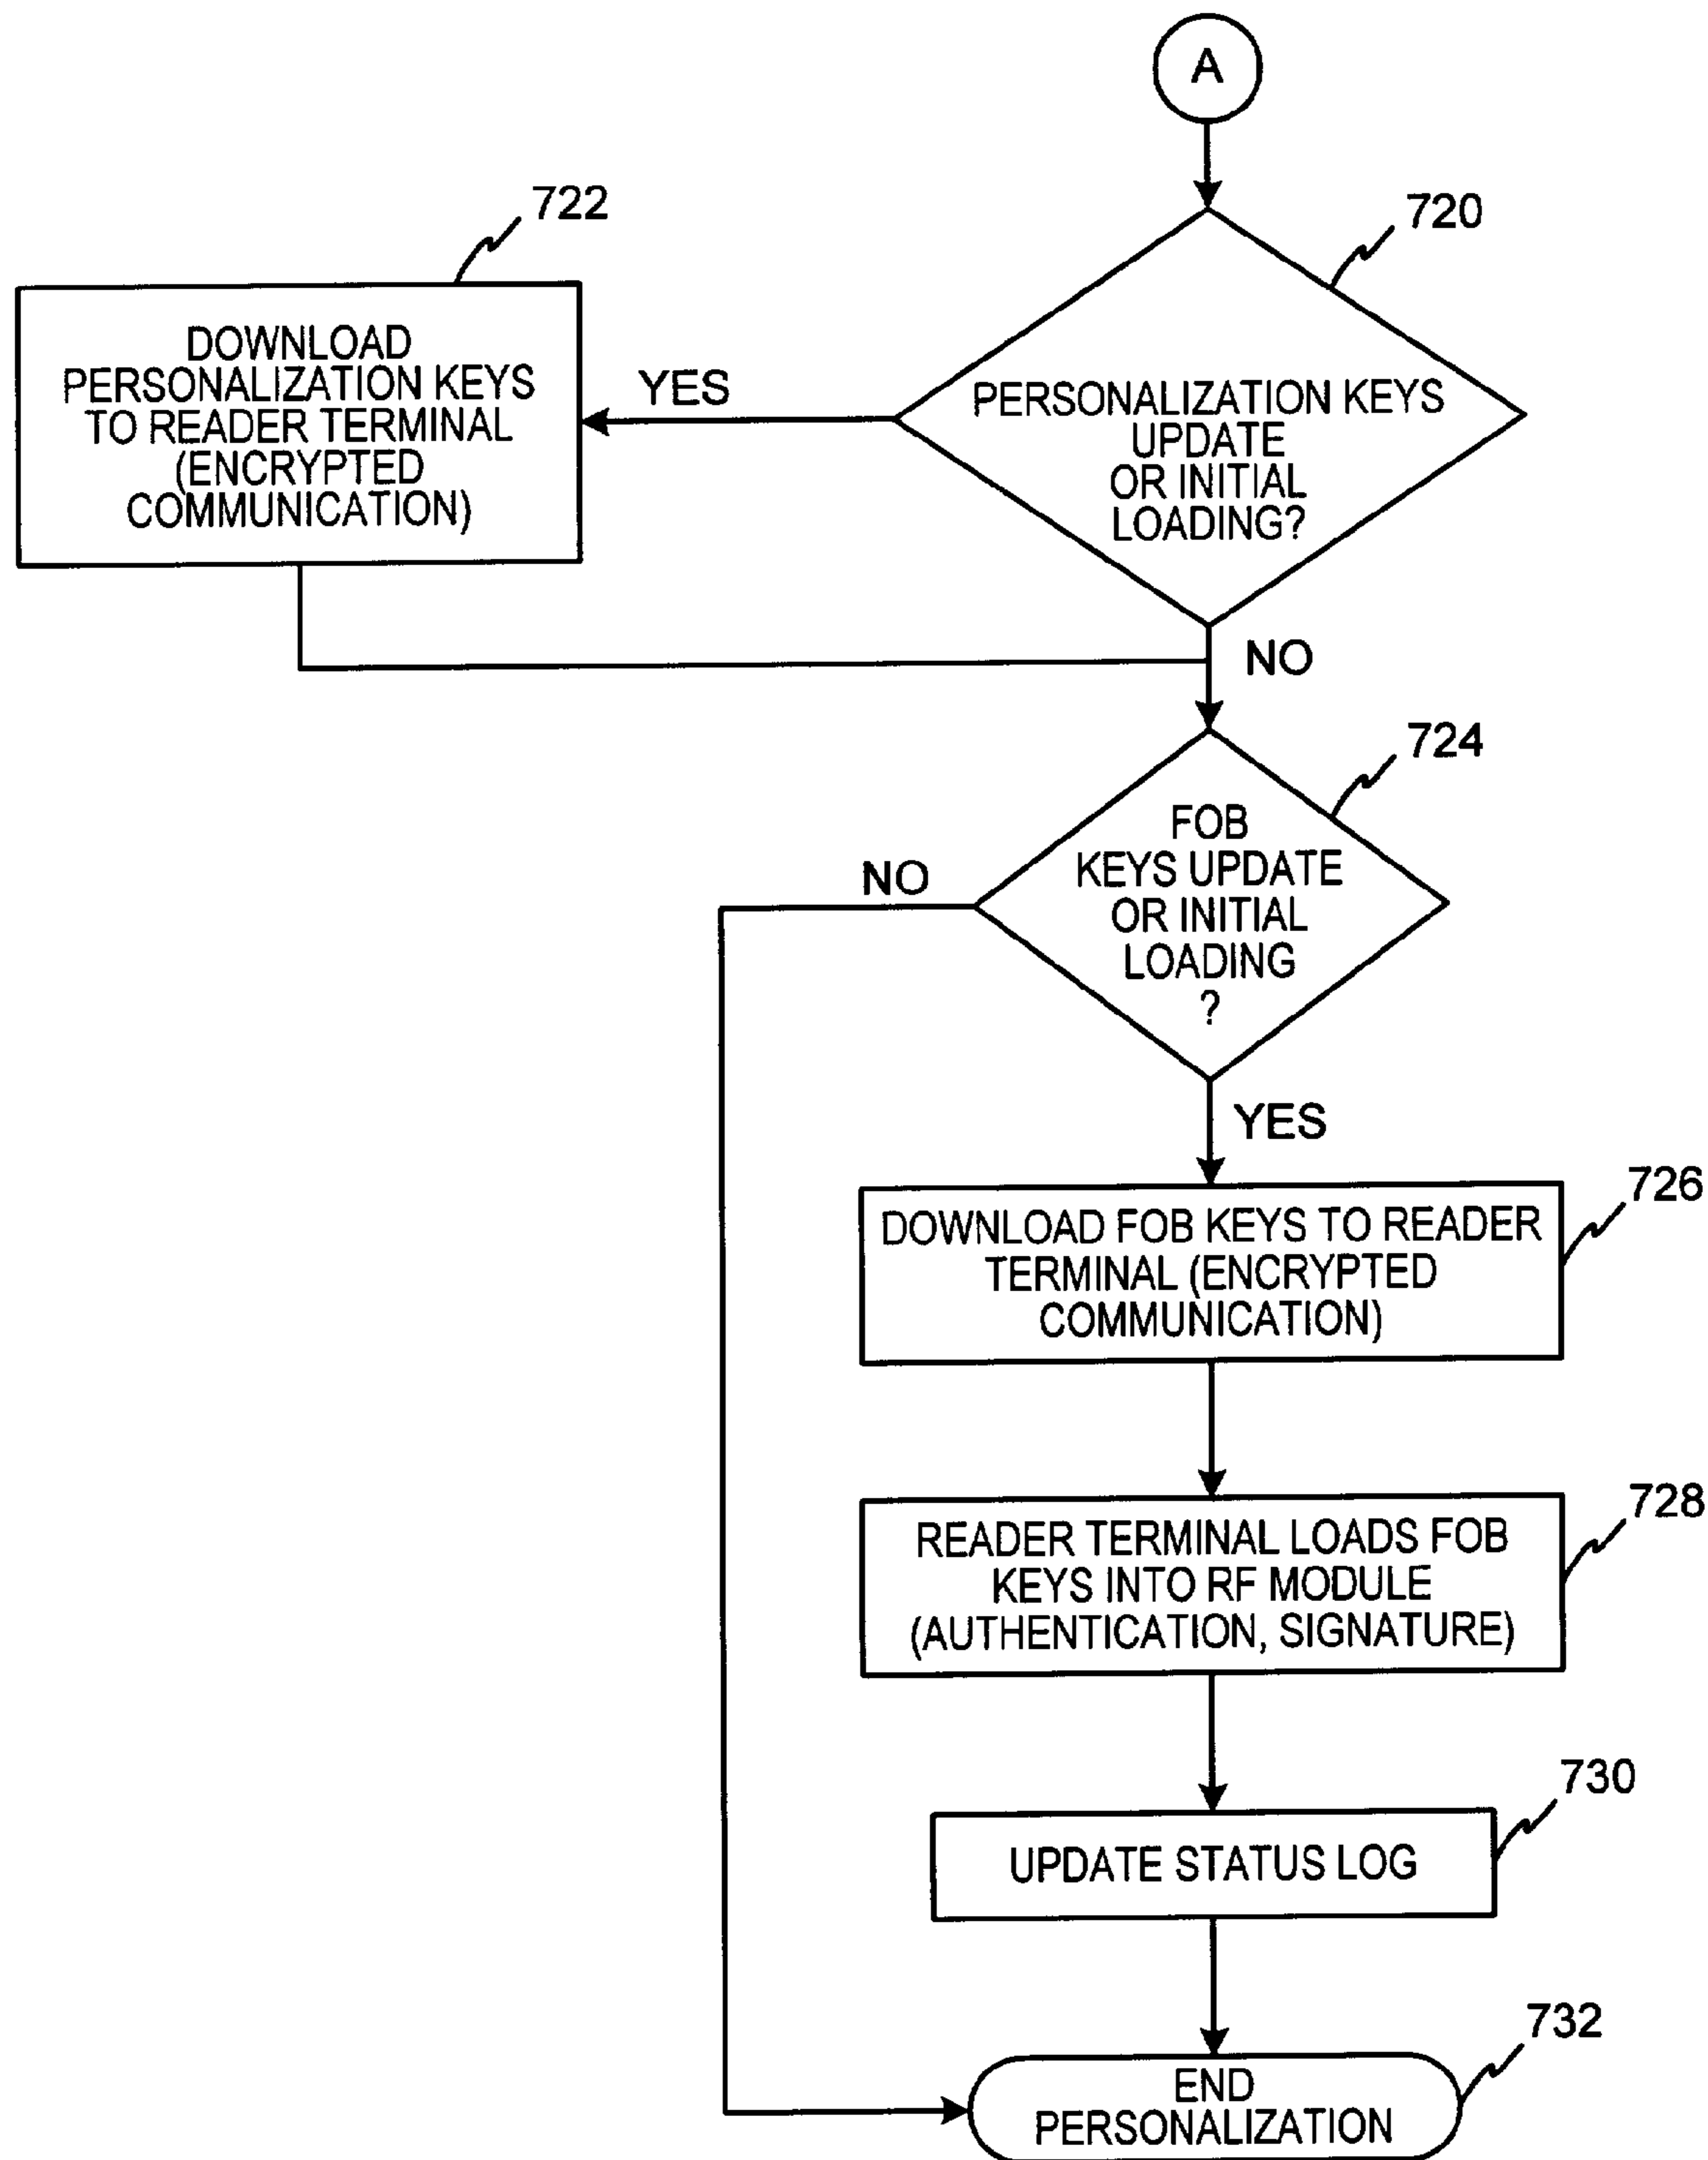 A
720
722
DOWNLOAD
PERSONALIZATION KEYS
TO READER TERMINAL
(ENCRYPTED
COMMUNICATION)
YES
PERSONALIZATION KEYS
UPDATE
OR INITIAL
LOADING?
NO
724
FOB
KEYS UPDATE
OR INITIAL
LOADING
?
NO
YES
726
DOWNLOAD FOB KEYS TO READER
TERMINAL (ENCRYPTED
COMMUNICATION)
728
READER TERMINAL LOADS FOB
KEYS INTO RF MODULE
(AUTHENTICATION, SIGNATURE)
730
UPDATE STATUS LOG
732
END
PERSONALIZATION